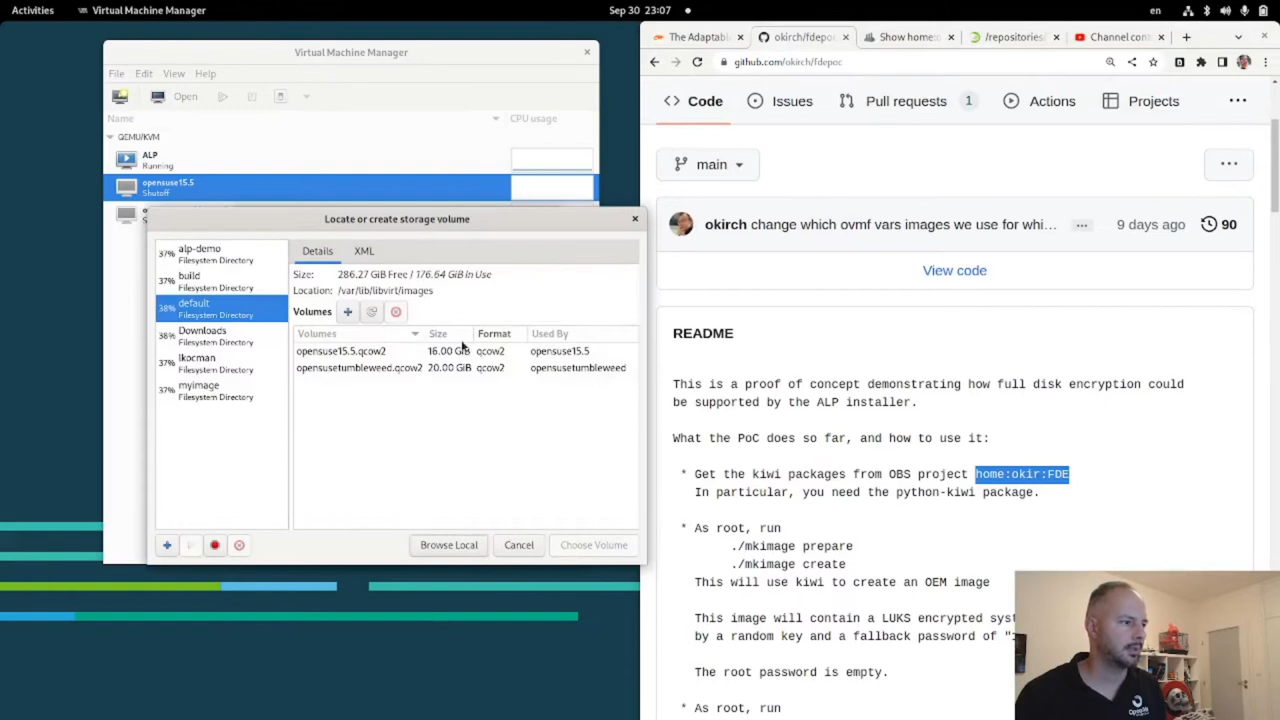 Activities
Virtual Machine Manager
Sep 30 23:07
en
Virtual Machine Manager
File Edit View Help
Open
Name
CPU usage
QEMU/KVM
ALP
Running
opensuse15.5
Shutoff
Locate or create storage volume
37% alp-demo
Filesystem Directory
37% build
Filesystem Directory
38% default
Filesystem Directory
38% Downloads
Filesystem Directory
37% lkocman
Filesystem Directory
37% myimage
Filesystem Directory
Details XML
Size: 286.27 GiB Free / 176.64 GiB In Use
Location: /var/lib/libvirt/images
Volumes
Volumes Size Format Used By
opensuse15.5.qcow2 16.00 GiB qcow2 opensuse15.5
opensusetumbleweed.qcow2 20.00 GiB qcow2 opensusetumbleweed
Browse Local Cancel Choose Volume
The Adaptable
okirch/fdepoc
Show home:
/repositories/
Channel cont
github.com/okirch/fdepoc
Code Issues Pull requests 1 Actions Projects
main
okirch change which ovmf vars images we use for whi... 9 days ago 90
View code
README
This is a proof of concept demonstrating how full disk encryption could
be supported by the ALP installer.
What the PoC does so far, and how to use it:
* Get the kiwi packages from OBS project home:okir:FDE
In particular, you need the python-kiwi package.
* As root, run
./mkimage prepare
./mkimage create
This will use kiwi to create an OEM image
This image will contain a LUKS encrypted syst
by a random key and a fallback password of "
The root password is empty.
* As root, run